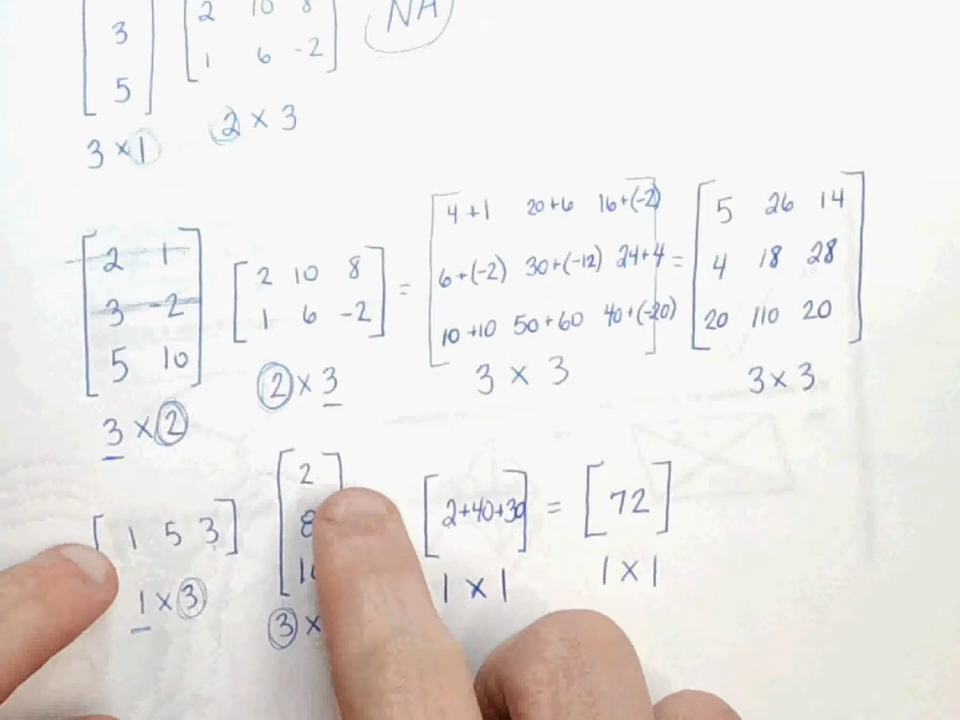 3 2 10 8 NA
5 1 6 -2
3 × 1 2 × 3
2 1 2 10 8 = 4+1 20+6 16+(-2) = 5 26 14
3 -2 1 6 -2 6+(-2) 30+(-12) 24+4 4 18 28
5 10 10+10 50+60 40+(-20) 20 110 20
3 × 2 2 × 3 3 × 3 3 × 3
1 5 3 2 2+40+30 = 72
8
1 × 3 3 × 1 × 1 1 × 1